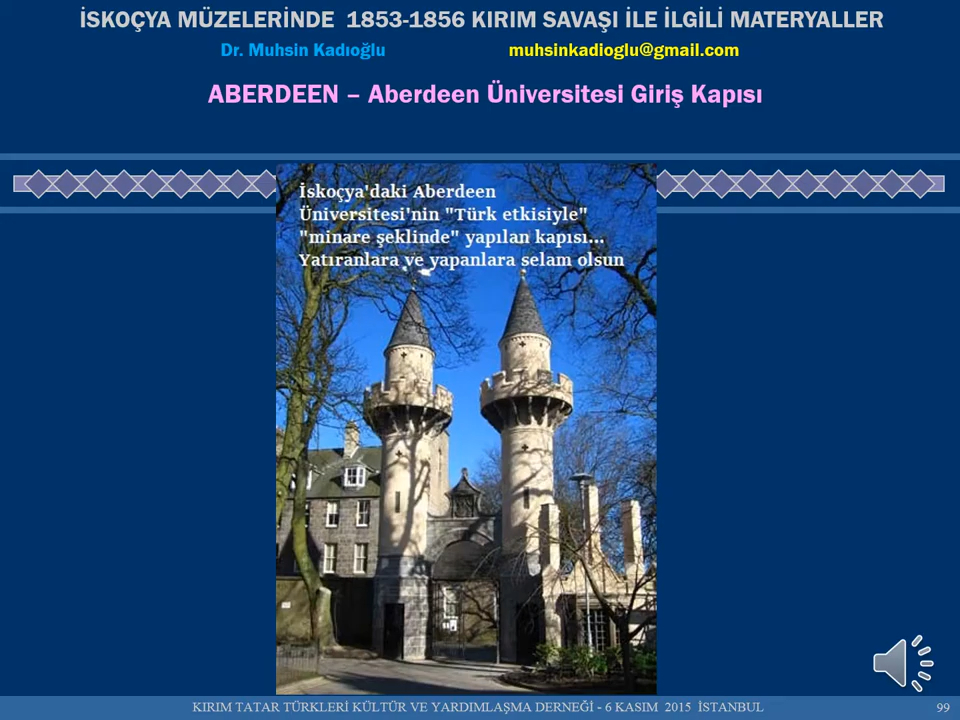 İSKOÇYA MÜZELERİNDE 1853-1856 KIRIM SAVAŞI İLE İLGİLİ MATERYALLER
Dr. Muhsin Kadıoğlu muhsinkadioglu@gmail.com
ABERDEEN – Aberdeen Üniversitesi Giriş Kapısı
İskoçya'daki Aberdeen
Üniversitesi'nin "Türk etkisiyle"
"minare şeklinde" yapılan kapısı...
Yatıranlara ve yapanlara selam olsun
KIRIM TATAR TÜRKLERİ KÜLTÜR VE YARDIMLAŞMA DERNEĞİ - 6 KASIM 2015 İSTANBUL 99